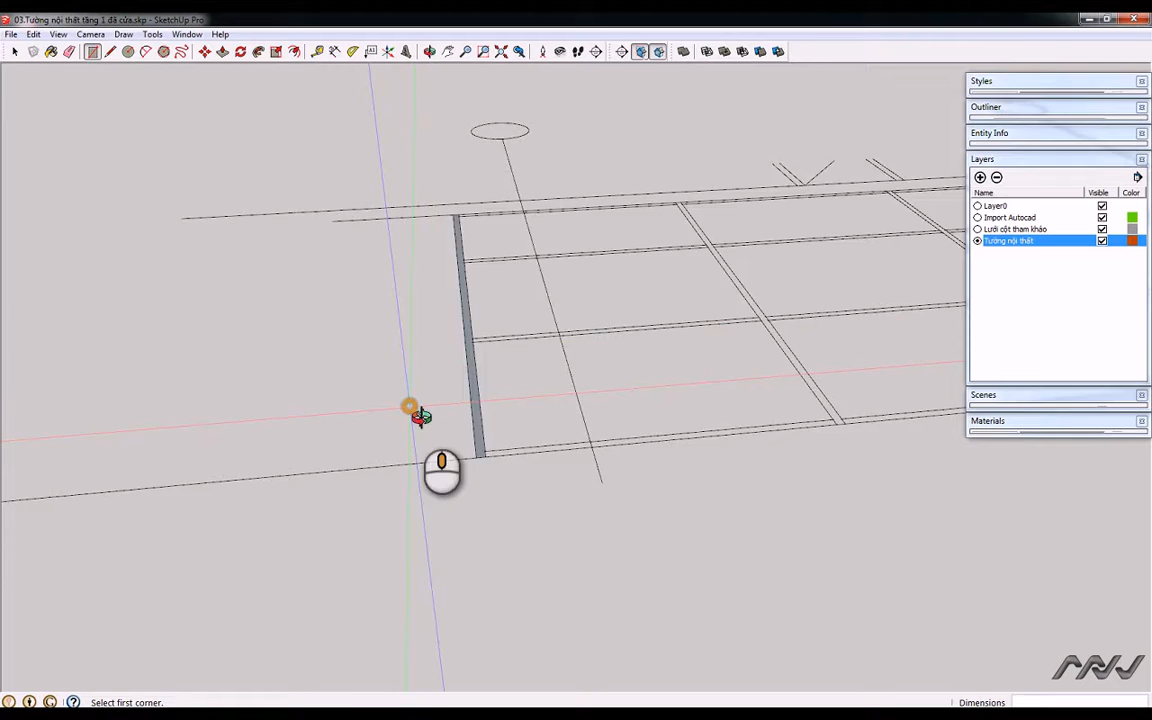 03.Tường nội thất tầng 1 đã cửa.skp - SketchUp Pro
File Edit View Camera Draw Tools Window Help
Styles
Outliner
Entity Info
Layers
Name Visible Color
Layer0
Import Autocad
Lưới cột tham khảo
Tường nội thất
Scenes
Materials
Select first corner.
Dimensions